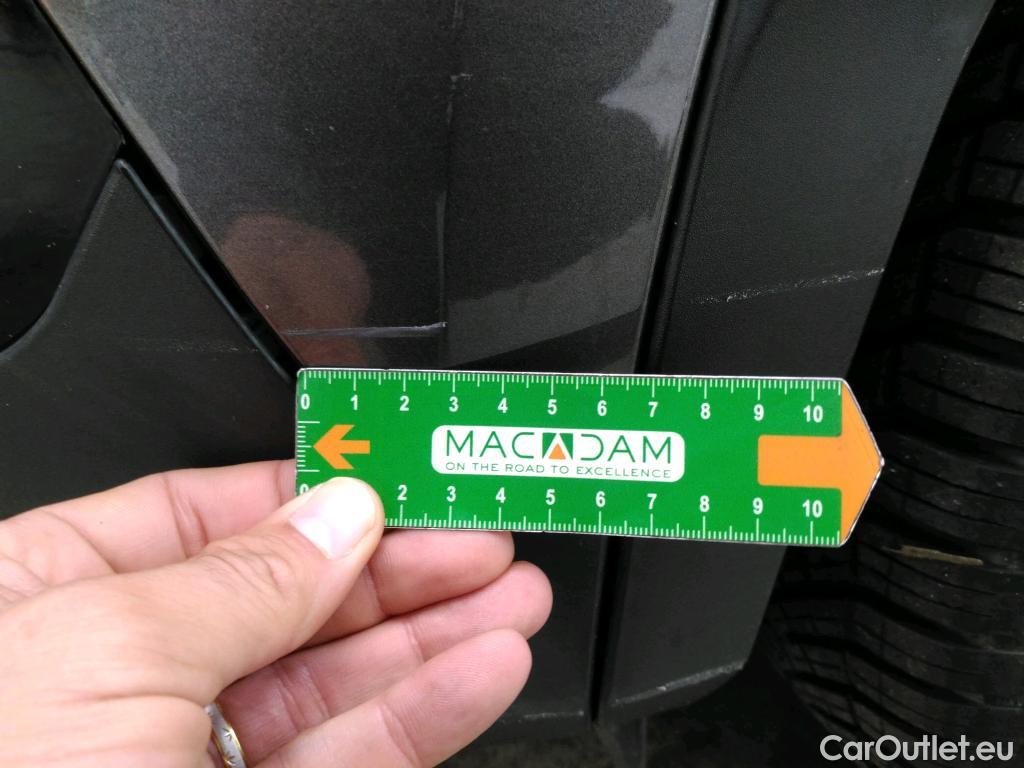 0 1 2 3 4 5 6 7 8 9 10
MACADAM
ON THE ROAD TO EXCELLENCE
0 2 3 4 5 6 7 8 9 10
CarOutlet.eu